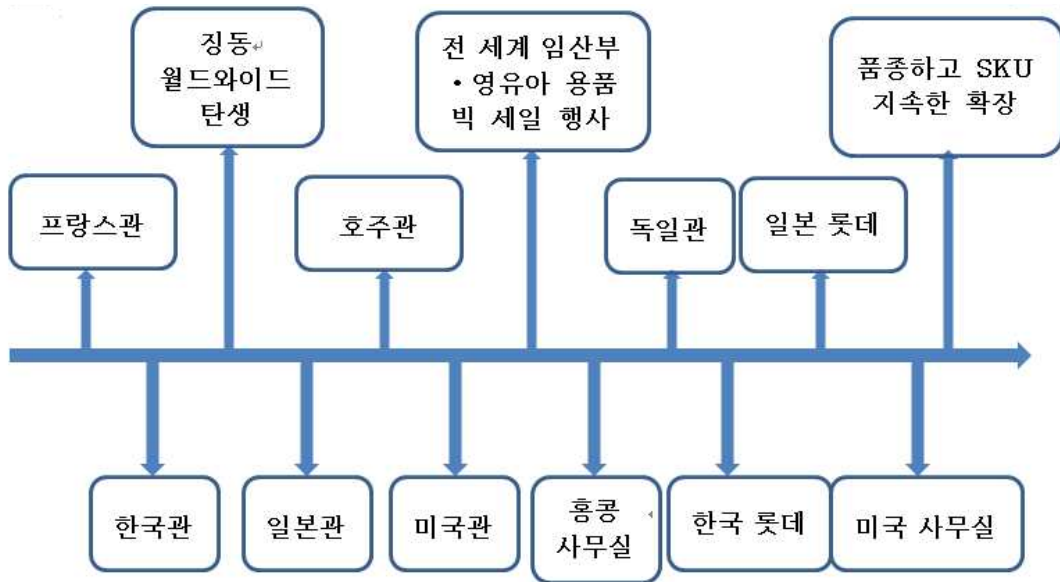 징동
월드와이드
탄생
전 세계 임산부
・영유아 용품
빅 세일 행사
품종하고 SKU
지속한 확장
프랑스관
호주관
독일관
일본 롯데
한국관
일본관
미국관
홍콩
사무실
한국 롯데
미국 사무실